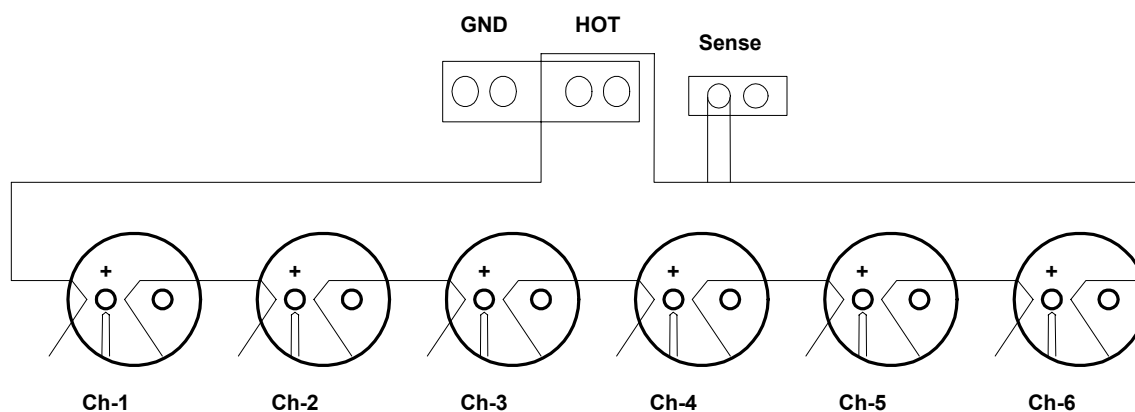 GND HOT
Sense
+ + + + + +
Ch-1 Ch-2 Ch-3 Ch-4 Ch-5 Ch-6